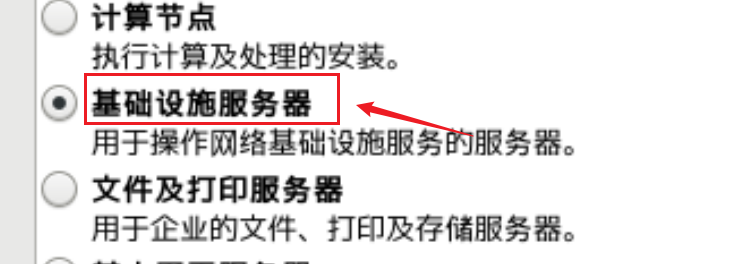 计算节点
执行计算及处理的安装。
基础设施服务器
用于操作网络基础设施服务的服务器。
文件及打印服务器
用于企业的文件、打印及存储服务器。